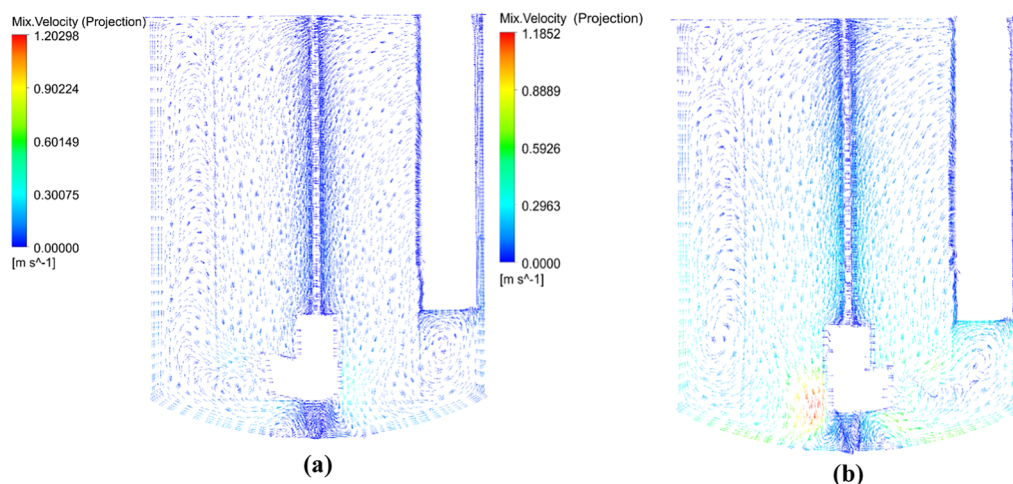 Mix.Velocity (Projection)
1.20298
0.90224
0.60149
0.30075
0.00000
[m s^-1]
(a)
Mix.Velocity (Projection)
1.1852
0.8889
0.5926
0.2963
0.0000
[m s^-1]
(b)